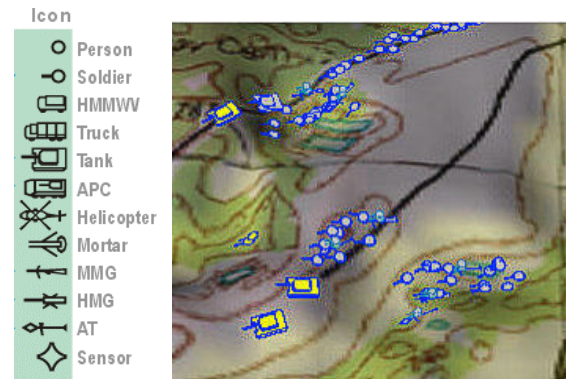 Icon
Person
Soldier
HMMWV
Truck
Tank
APC
Helicopter
Mortar
MMG
HMG
AT
Sensor